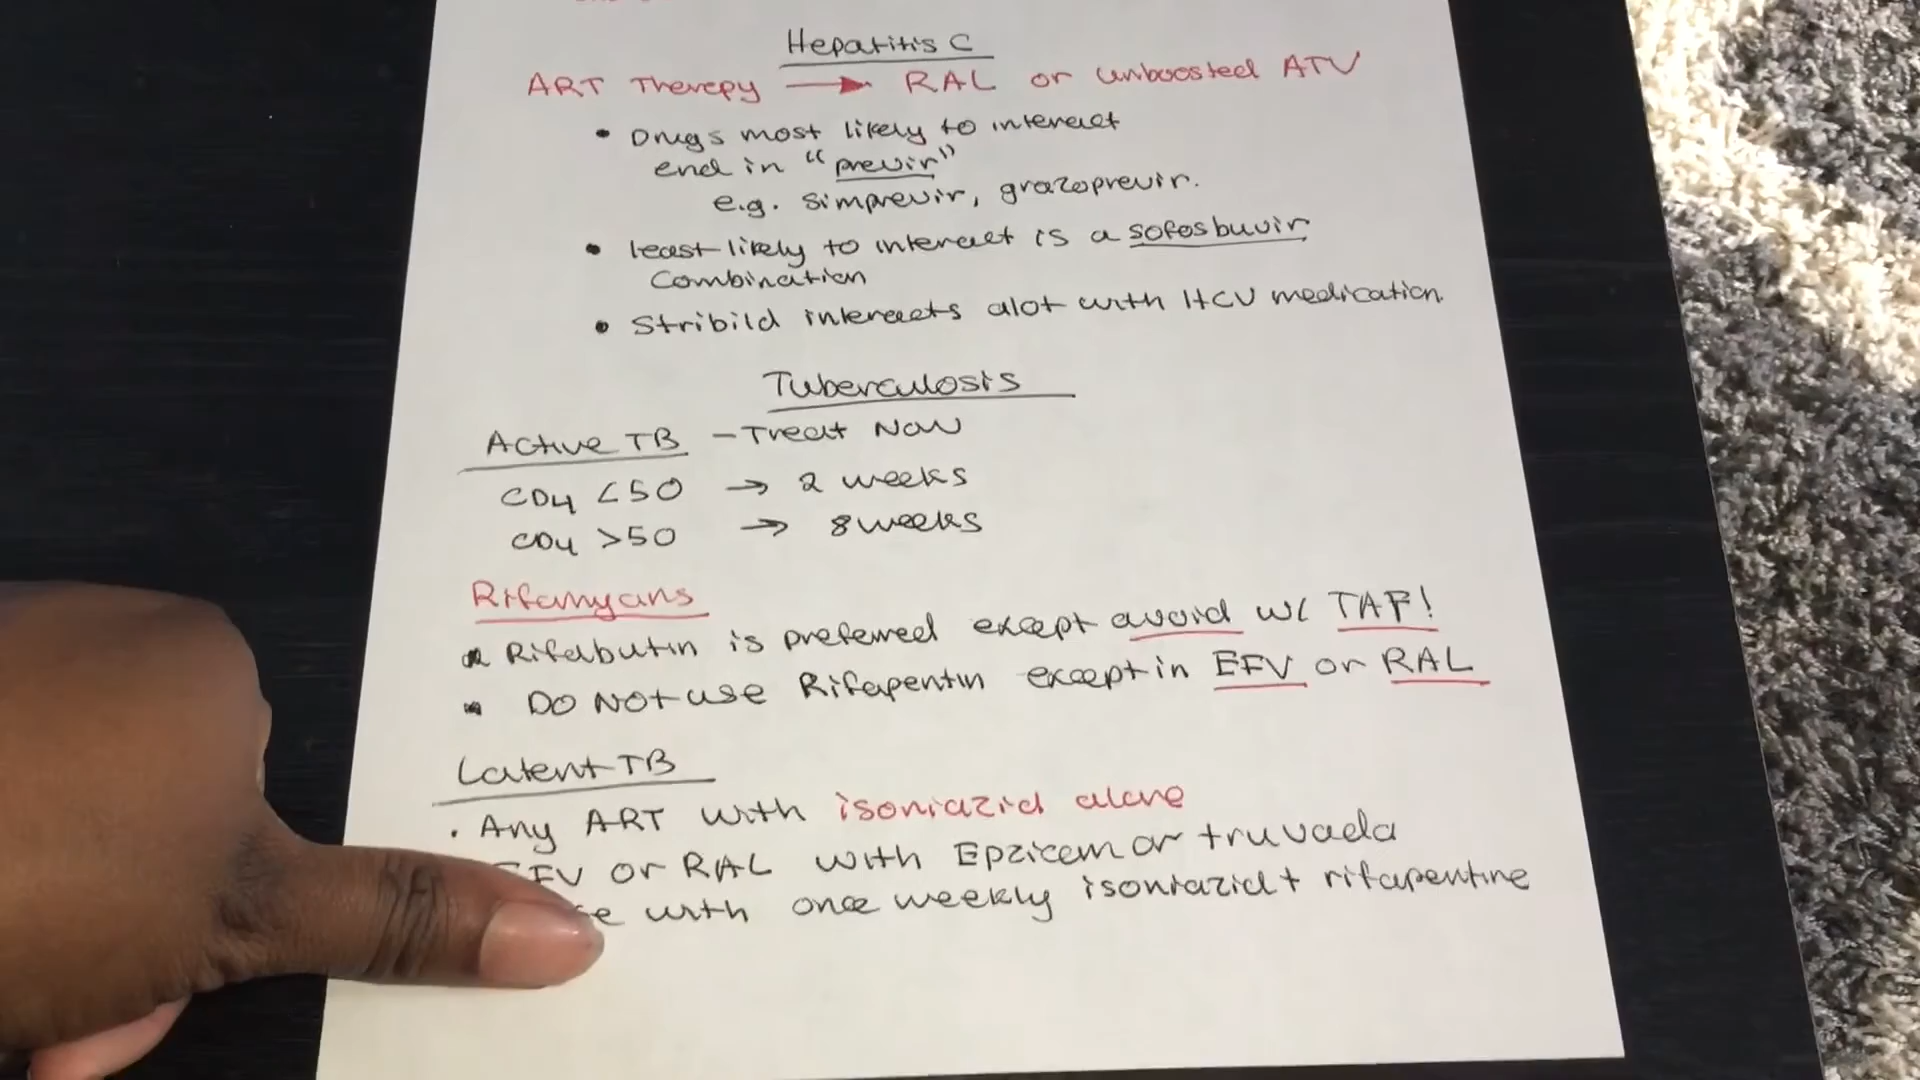 Hepatitis C
ART Therepy → RAL or unboosted ATV
• Drugs most likely to interact
end in "previr"
e.g. simprevir, grazoprevir.
• least likely to interact is a sofosbuvir
Combination
• Stribild interacts alot with HCV medication.
Tuberculosis
Active TB - Treat Now
CD4 <50 → 2 weeks
CD4 >50 → 8 weeks
Rifamycins
Rifabutin is preferred except avoid w/ TAF!
DO NOT use Rifapentin except in EFV or RAL
Latent TB
• Any ART with isoniazid alone
EFV or RAL with Epzicem or truvada
with once weekly isoniazid + rifapentine